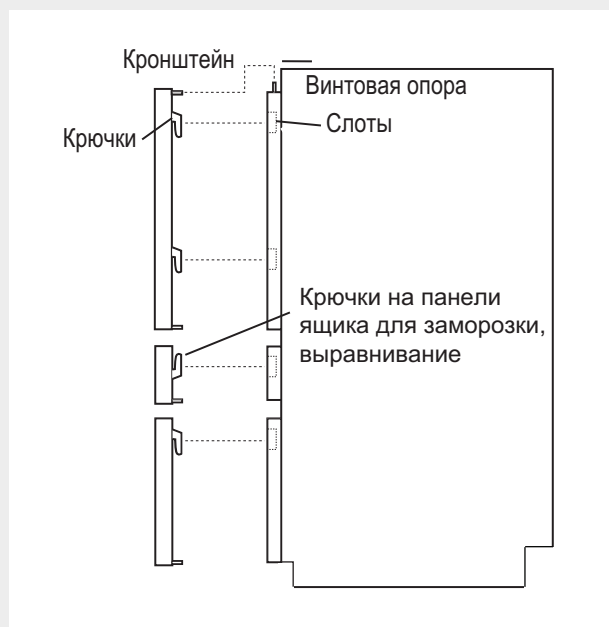 Кронштейн
Винтовая опора
Слоты
Крючки
Крючки на панели
ящика для заморозки,
выравнивание